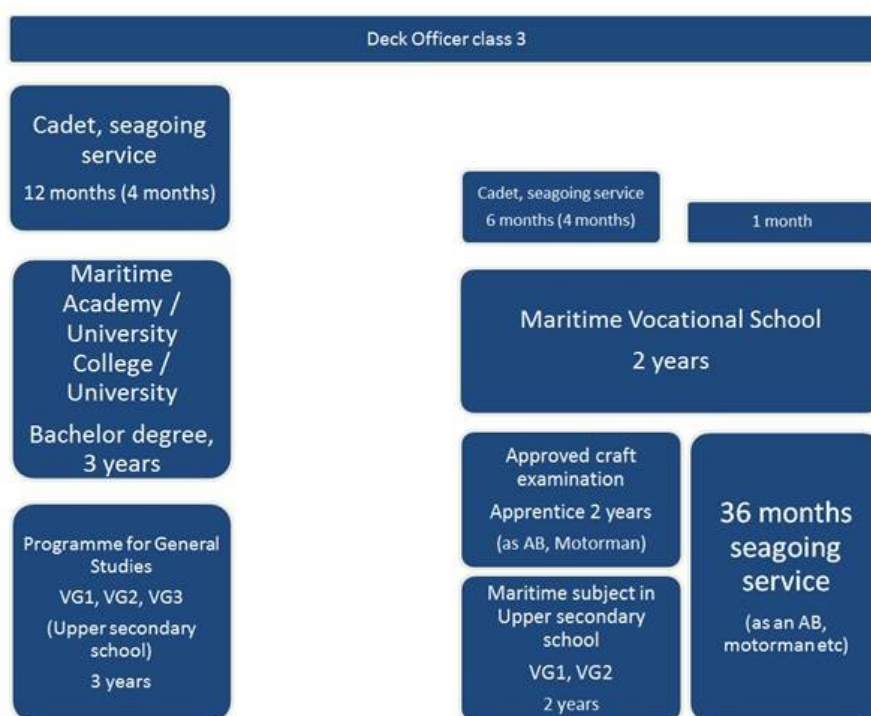 Deck Officer class 3
Cadet, seagoing
service
12 months (4 months)
Cadet, seagoing service
6 months (4 months)
1 month
Maritime
Academy /
University
College /
University
Bachelor degree,
3 years
Maritime Vocational School
2 years
Approved craft
examination
Apprentice 2 years
(as AB, Motorman)
36 months
seagoing
service
(as an AB,
motorman etc)
Programme for General
Studies
VG1, VG2, VG3
(Upper secondary
school)
3 years
Maritime subject in
Upper secondary
school
VG1, VG2
2 years